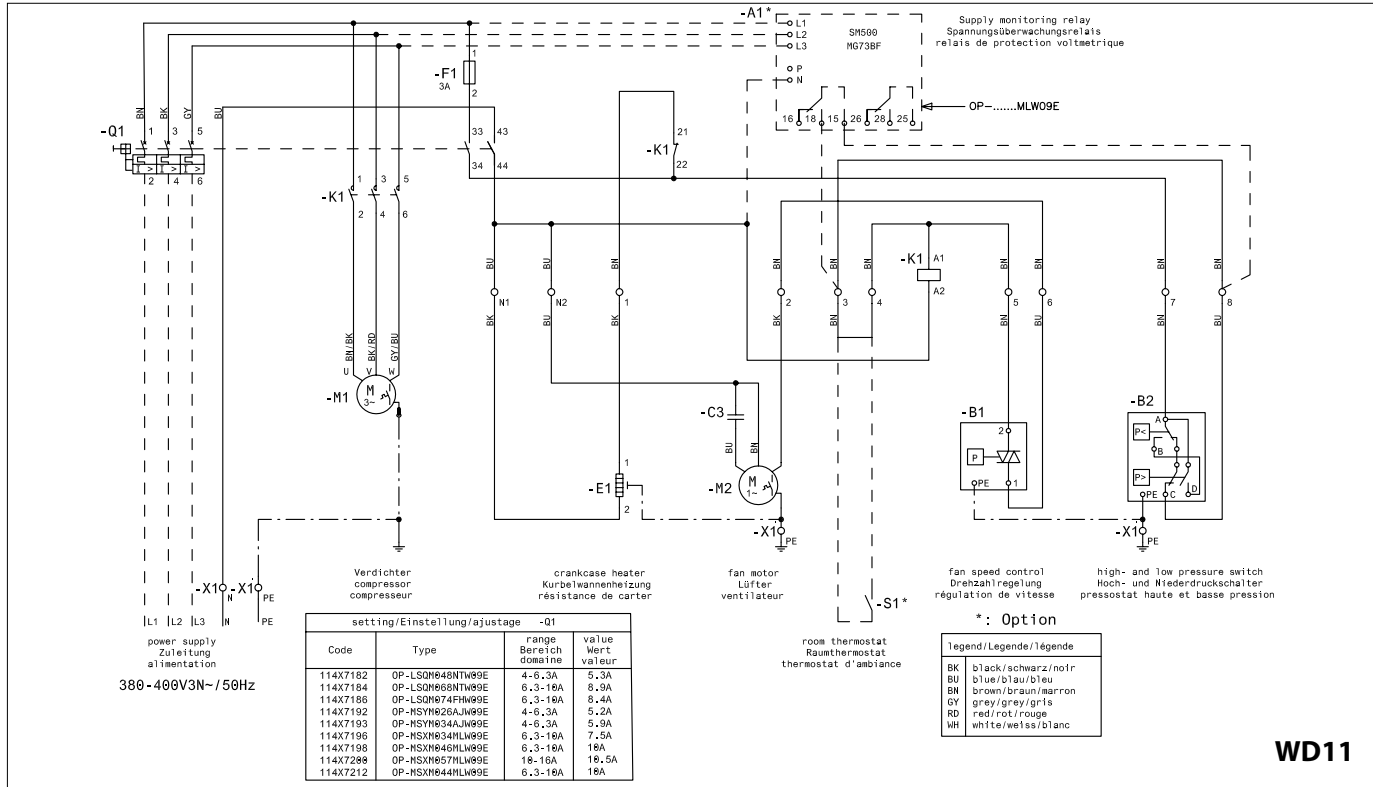 -A1*
L1
L2
L3
P
N
SM500
MG73BF
16 18 15 26 28 25
Supply monitoring relay
Spannungsüberwachungsrelais
relais de protection voltmetrique
OP-.......MLW09E
-F1
3A
1
2
BN
BK
GY
BU
-Q1
1 3 5
I > I > I >
2 4 6
33 43
34 44
21
-K1
22
-K1
1 3 5
2 4 6
BU
BU
BN
BN
BN
BN
-K1
A1
A2
BN
BN
BN
BN
N1
N2
1
2
3
4
5
6
7
8
BK
BU
BK
BN
BN
BU
BN
BU
BN/BK
BK/RD
GY/BU
U V W
-M1
M
3~
-C3
BU
BN
-M2
M
1~
-E1
1
2
-X1
PE
-B1
2
P
PE
1
-B2
A
P<
B
P>
PE
C
D
-X1
PE
-X1
N
-X1
PE
L1 L2 L3 N PE
power supply
Zuleitung
alimentation
380-400V3N~/50Hz
Verdichter
compressor
compresseur
crankcase heater
Kurbelwannenheizung
résistance de carter
fan motor
Lüfter
ventilateur
-S1*
room thermostat
Raumthermostat
thermostat d'ambiance
fan speed control
Drehzahlregelung
régulation de vitesse
high- and low pressure switch
Hoch- und Niederdruckschalter
pressostat haute et basse pression
*: Option
setting/Einstellung/ajustage -Q1
Code Type range Bereich domaine value Wert valeur
114X7182 OP-LSQM048NTW09E 4-6.3A 5.3A
114X7184 OP-LSQM068NTW09E 6.3-10A 8.9A
114X7186 OP-LSQM074FHW09E 6.3-10A 8.4A
114X7192 OP-MSYM026AJW09E 4-6.3A 5.2A
114X7193 OP-MSYM034AJW09E 4-6.3A 5.9A
114X7196 OP-MSXM034MLW09E 6.3-10A 7.5A
114X7198 OP-MSXM046MLW09E 6.3-10A 10A
114X7200 OP-MSXM057MLW09E 10-16A 10.5A
114X7212 OP-MSXM044MLW09E 6.3-10A 10A
legend/Legende/légende
BK black/schwarz/noir
BU blue/blau/bleu
BN brown/braun/marron
GY grey/grey/gris
RD red/rot/rouge
WH white/weiss/blanc
WD11